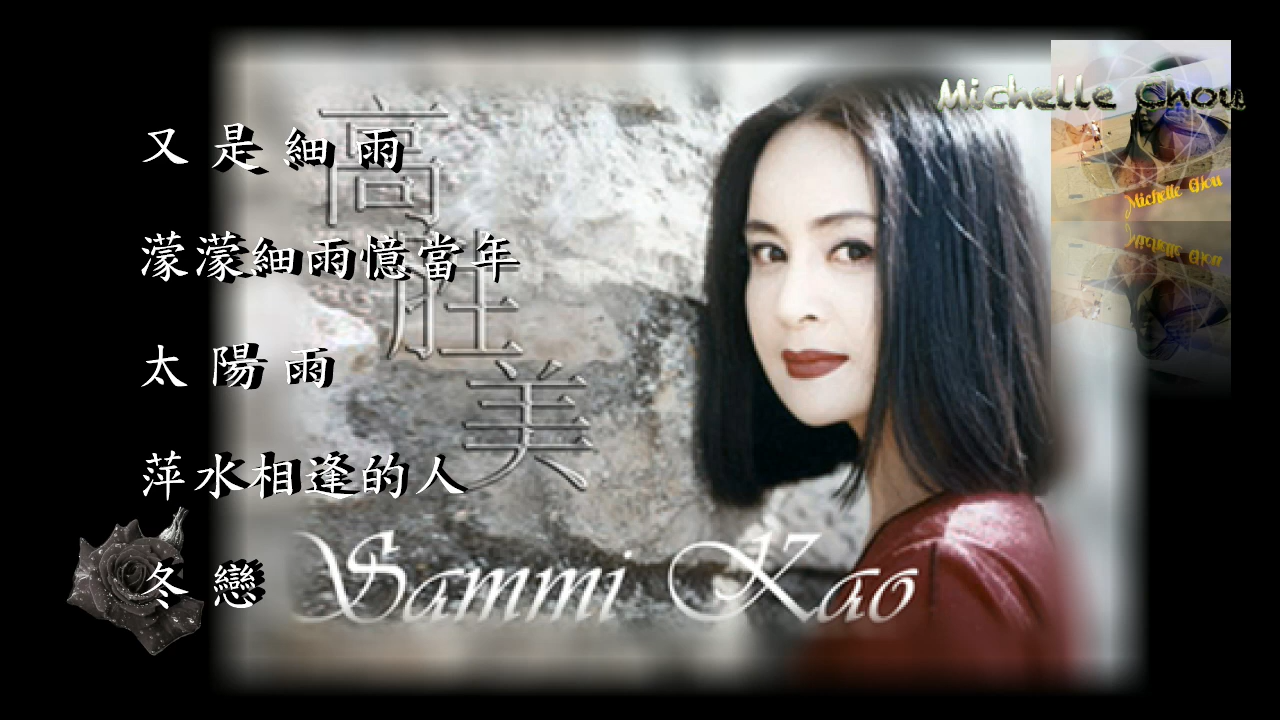 又是細雨
濛濛細雨憶當年
太陽雨
萍水相逢的人
冬戀
高
胜
美
Sammi Kao
Michelle Chou
Michelle Chou